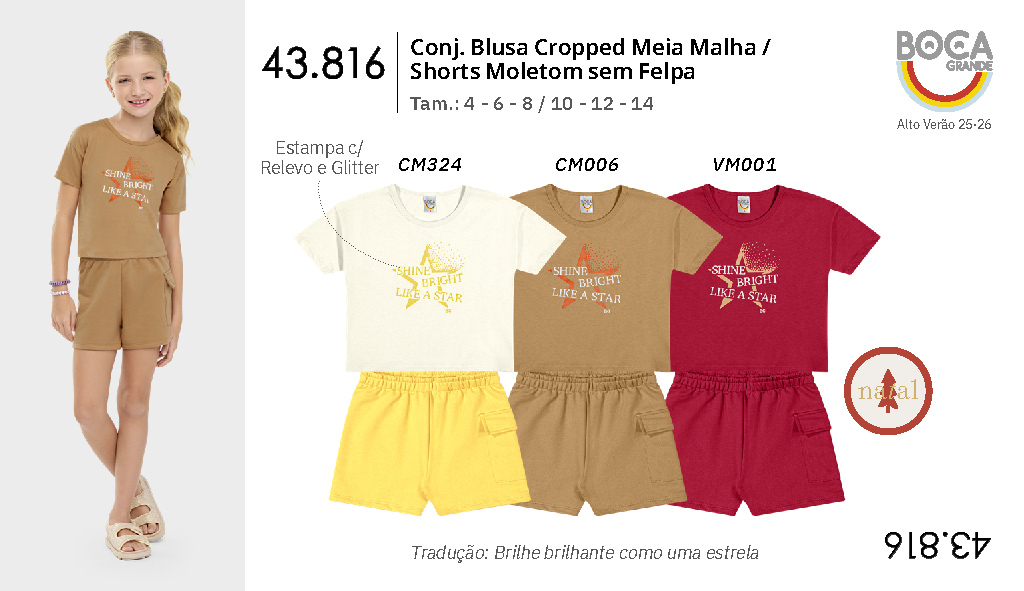 43.816
Conj. Blusa Cropped Meia Malha /
Shorts Moletom sem Felpa
Tam.: 4 - 6 - 8 / 10 - 12 - 14
BOCA
GRANDE
Alto Verão 25-26
Estampa c/
Relevo e Glitter
CM324
CM006
VM001
SHINE
BRIGHT
LIKE A STAR
SHINE
BRIGHT
LIKE A STAR
SHINE
BRIGHT
LIKE A STAR
SHINE
BRIGHT
LIKE A STAR
natal
Tradução: Brilhe brilhante como uma estrela
43.816